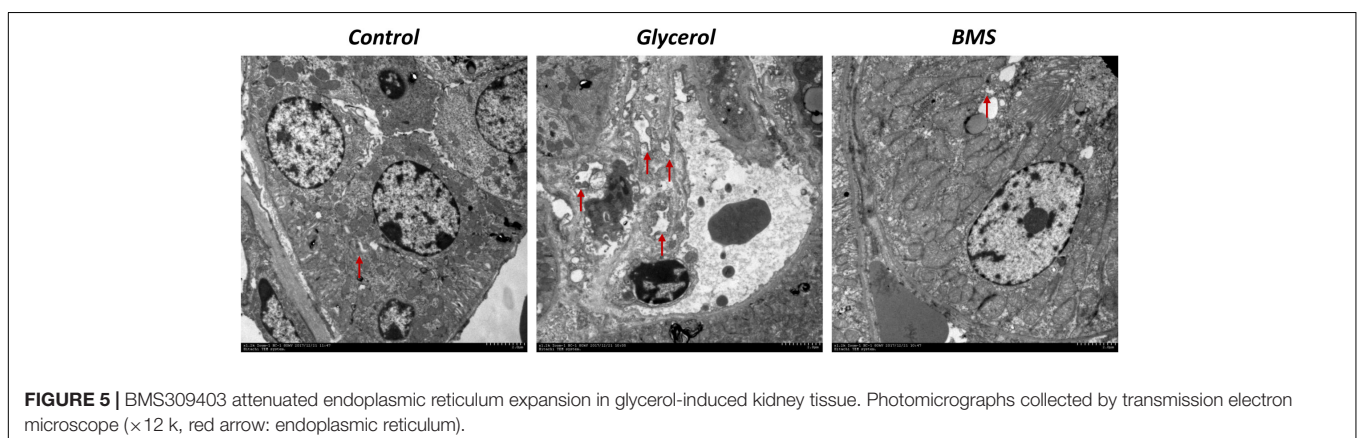 Control Glycerol BMS
FIGURE 5 | BMS309403 attenuated endoplasmic reticulum expansion in glycerol-induced kidney tissue. Photomicrographs collected by transmission electron
microscope (×12 k, red arrow: endoplasmic reticulum).